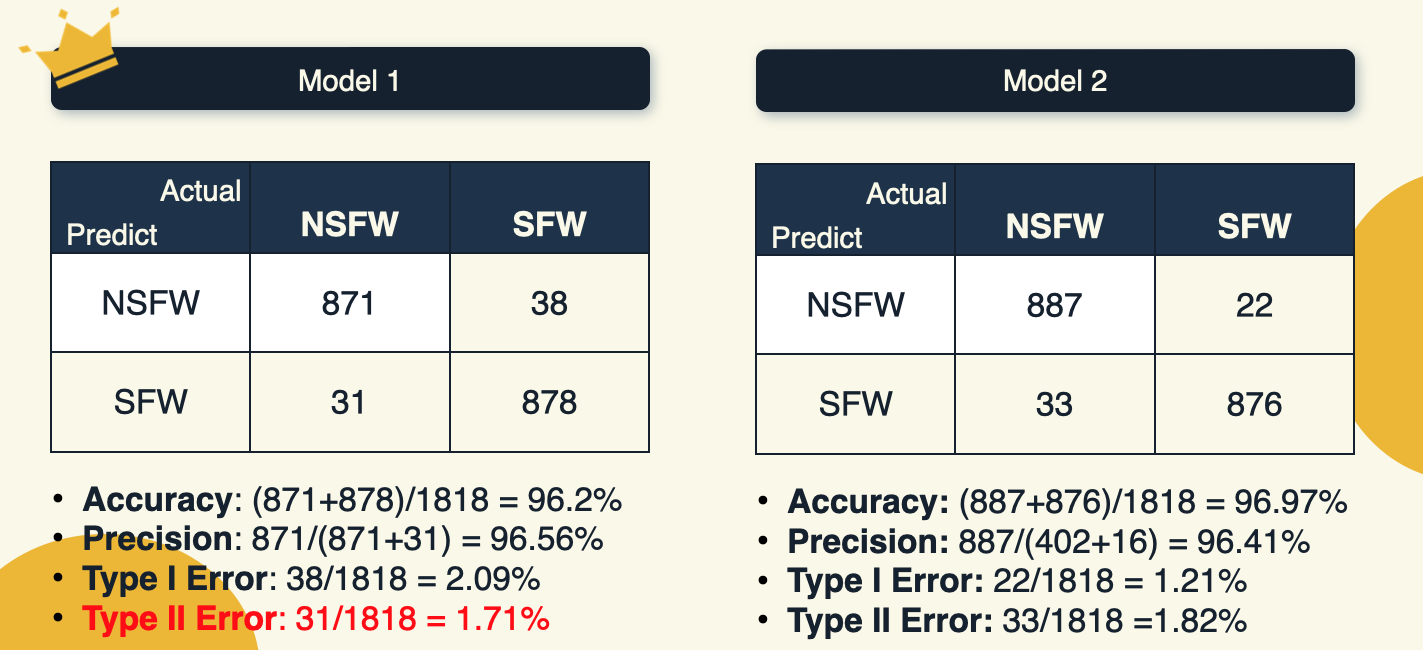 Model 1
Actual
Predict
NSFW
SFW
NSFW
871
38
SFW
31
878
• Accuracy: (871+878)/1818 = 96.2%
• Precision: 871/(871+31) = 96.56%
• Type I Error: 38/1818 = 2.09%
• Type II Error: 31/1818 = 1.71%
Model 2
Actual
Predict
NSFW
SFW
NSFW
887
22
SFW
33
876
• Accuracy: (887+876)/1818 = 96.97%
• Precision: 887/(402+16) = 96.41%
• Type I Error: 22/1818 = 1.21%
• Type II Error: 33/1818 =1.82%